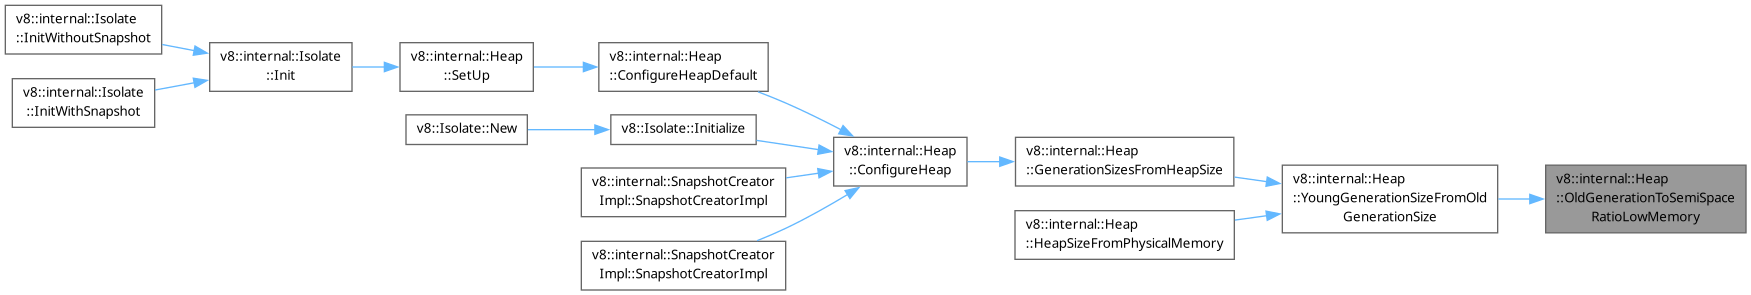 v8::internal::Isolate
::InitWithoutSnapshot
v8::internal::Isolate
::InitWithSnapshot
v8::internal::Isolate
::Init
v8::internal::Heap
::SetUp
v8::internal::Heap
::ConfigureHeapDefault
v8::Isolate::New
v8::Isolate::Initialize
v8::internal::SnapshotCreator
Impl::SnapshotCreatorImpl
v8::internal::SnapshotCreator
Impl::SnapshotCreatorImpl
v8::internal::Heap
::ConfigureHeap
v8::internal::Heap
::GenerationSizesFromHeapSize
v8::internal::Heap
::HeapSizeFromPhysicalMemory
v8::internal::Heap
::YoungGenerationSizeFromOld
GenerationSize
v8::internal::Heap
::OldGenerationToSemiSpace
RatioLowMemory